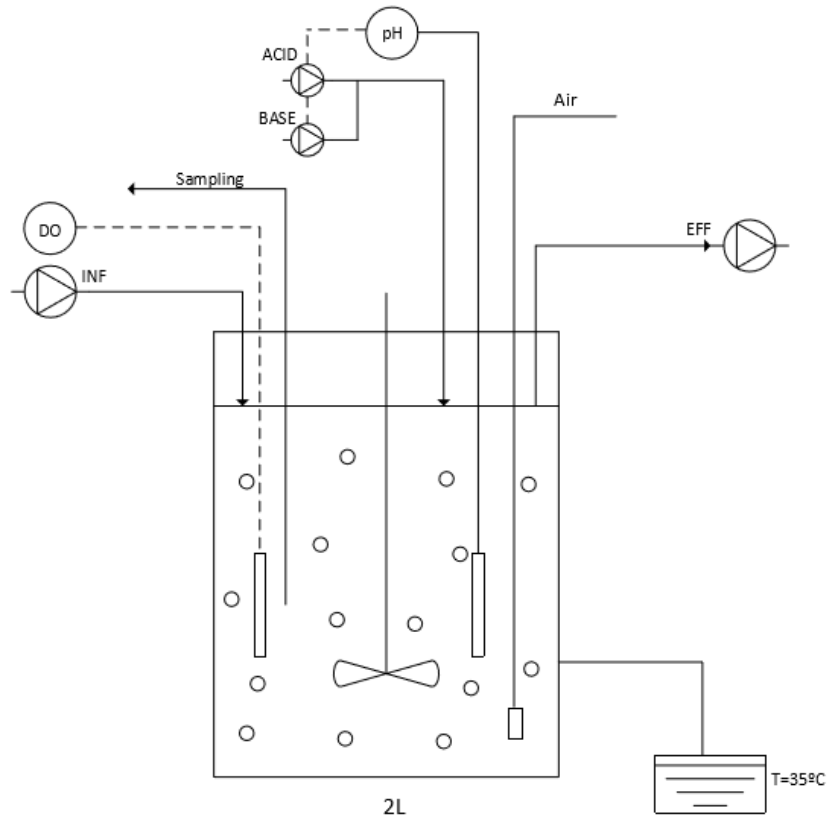 pH
ACID
BASE
Air
Sampling
DO
EFF
INF
T=35ºC
2L